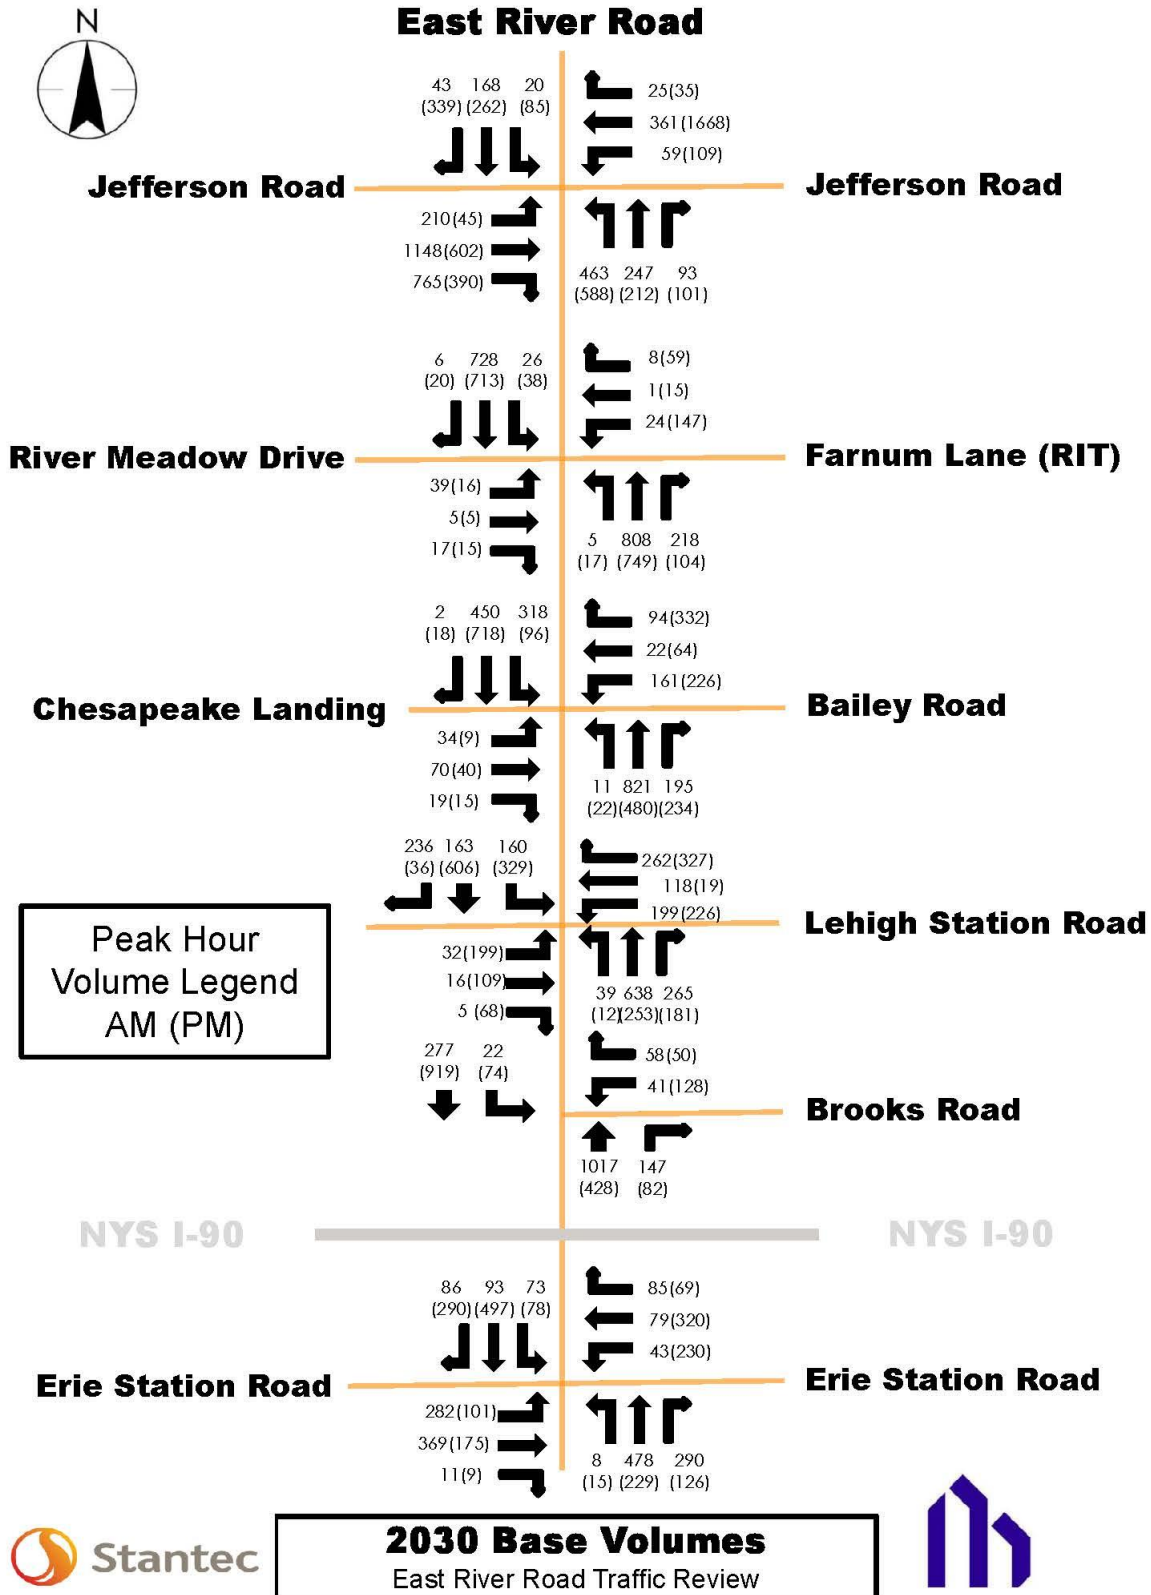 East River Road
N
43 168 20
(339) (262) (85)
25(35)
361(1668)
59(109)
Jefferson Road
Jefferson Road
210(45)
1148(602)
765(390)
463 247 93
(588) (212) (101)
6 728 26
(20) (713) (38)
8(59)
1(15)
24(147)
River Meadow Drive
Farnum Lane (RIT)
39(16)
5(5)
17(15)
5 808 218
(17) (749) (104)
2 450 318
(18) (718) (96)
94(332)
22(64)
161(226)
Chesapeake Landing
Bailey Road
34(9)
70(40)
19(15)
11 821 195
(22)(480)(234)
236 163 160
(36)(606) (329)
262(327)
118(19)
199(226)
Lehigh Station Road
Peak Hour
Volume Legend
AM (PM)
32(199)
16(109)
5 (68)
39 638 265
(12)(253)(181)
277 22
(919) (74)
58(50)
41(128)
Brooks Road
1017 147
(428) (82)
NYS I-90
NYS I-90
86 93 73
(290)(497)(78)
85(69)
79(320)
43(230)
Erie Station Road
Erie Station Road
282(101)
369(175)
11(9)
8 478 290
(15) (229) (126)
Stantec
2030 Base Volumes
East River Road Traffic Review